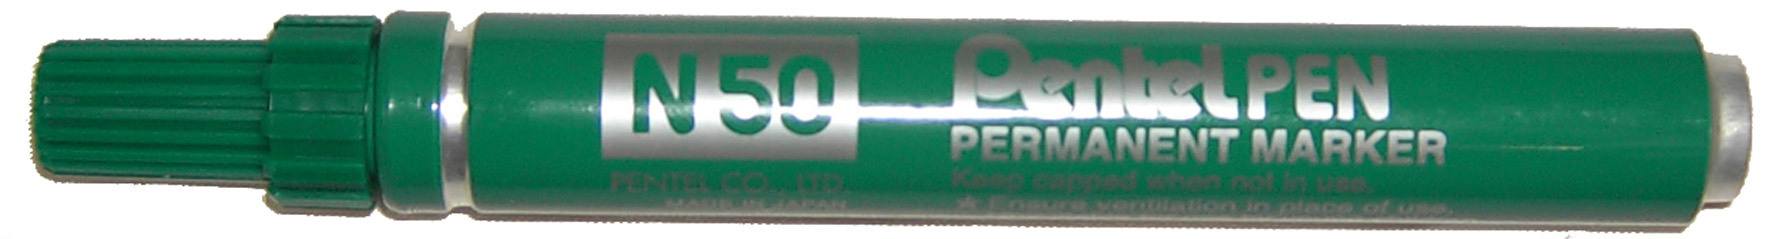 N50
PENTEL CO., LTD.
MADE IN JAPAN
Pentel PEN
PERMANENT MARKER
Keep capped when not in use.
* Ensure ventilation in place of use.